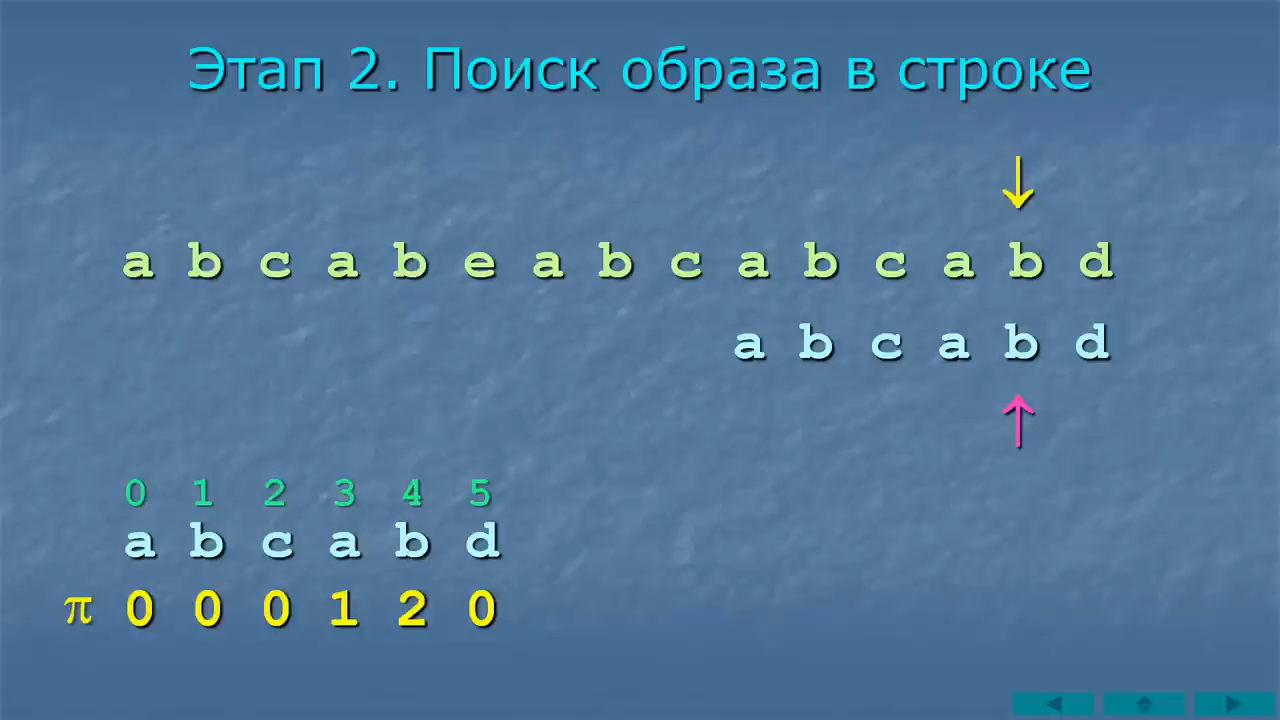 Этап 2. Поиск образа в строке
↓
a b c a b e a b c a b c a b d
a b c a b d
↑
0 1 2 3 4 5
a b c a b d
π 0 0 0 1 2 0